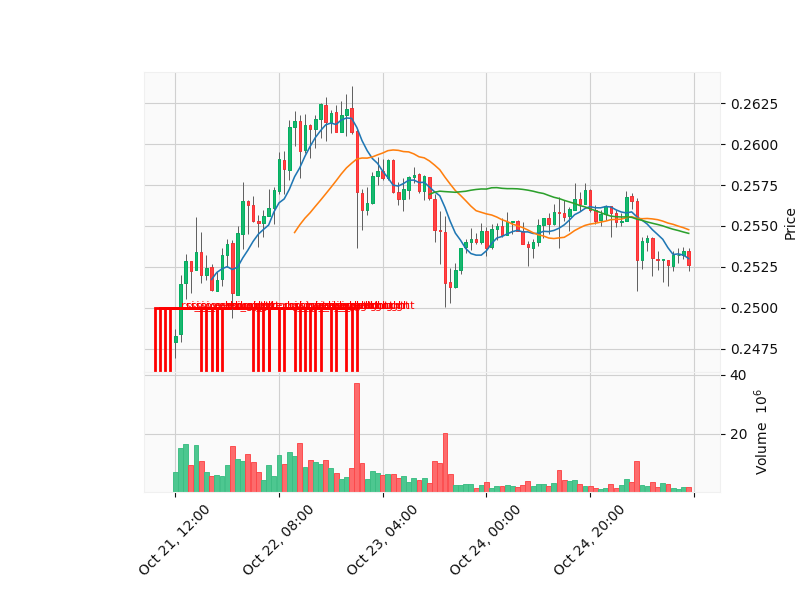 0.2625
0.2600
0.2575
0.2550
0.2525
0.2500
0.2475
Price
40
20
Volume 10⁶
Oct 21, 12:00
Oct 22, 08:00
Oct 23, 04:00
Oct 24, 00:00
Oct 24, 20:00